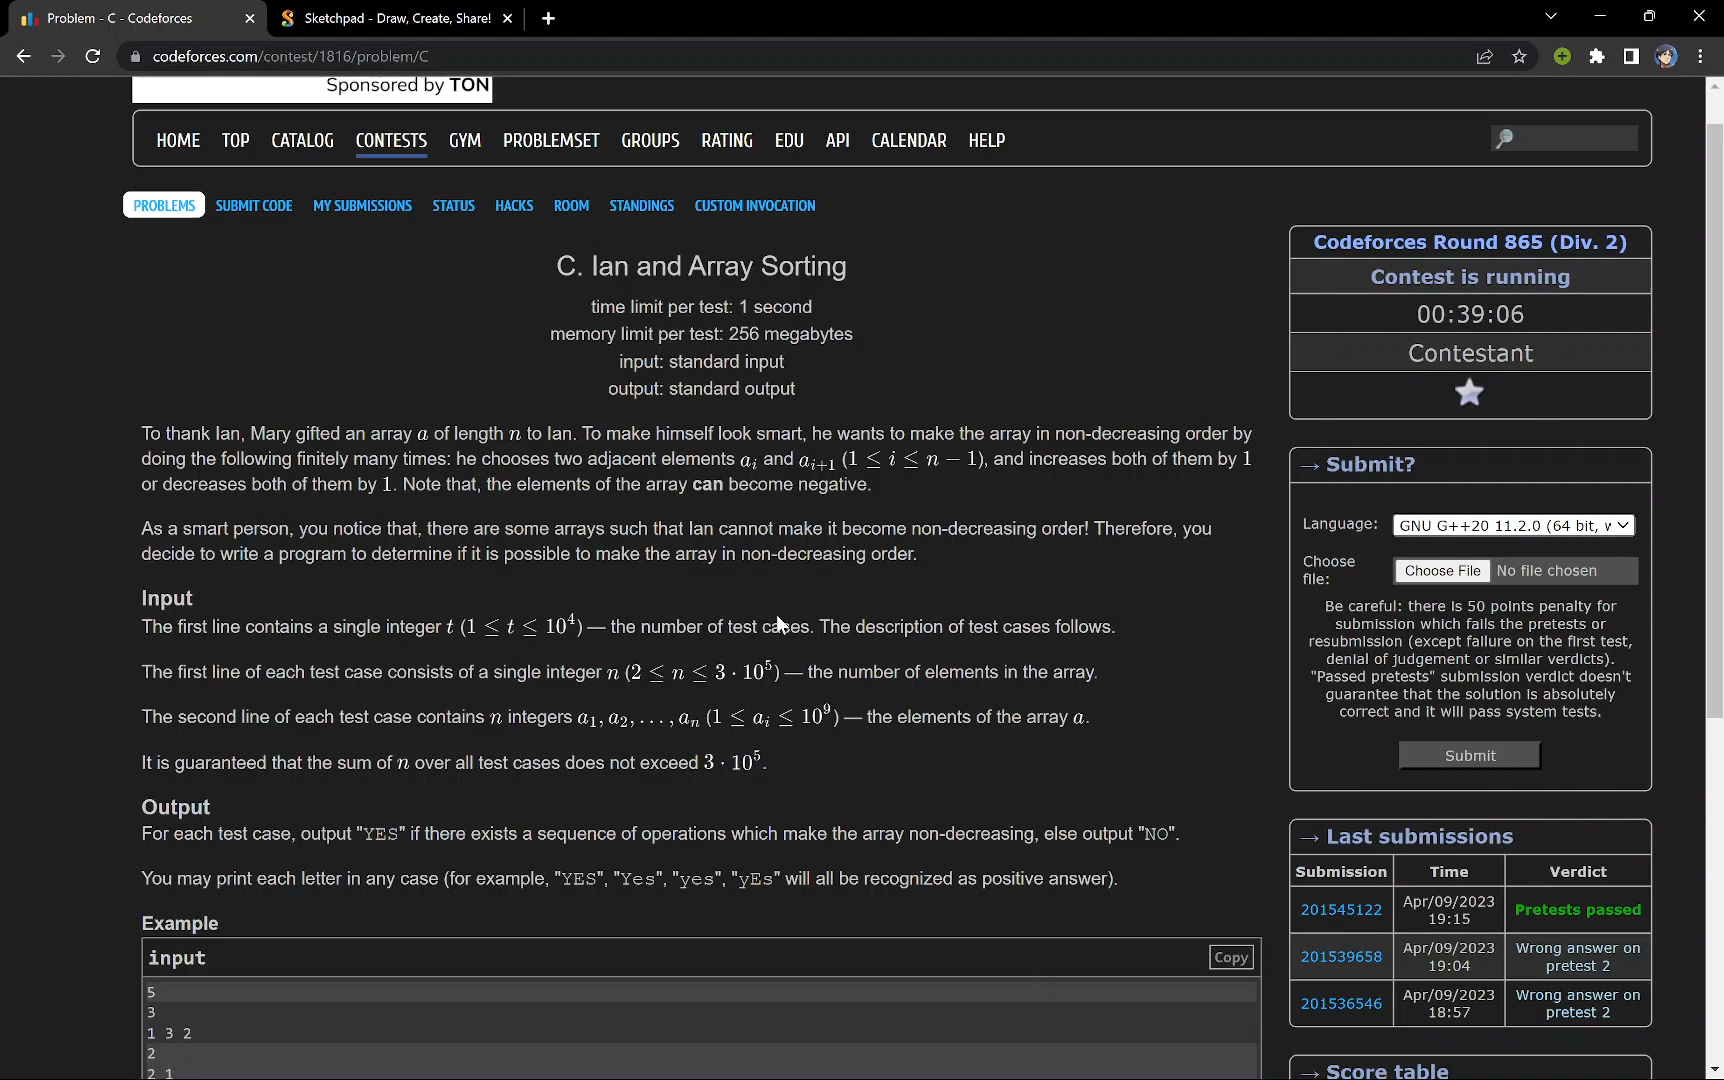 Problem - C - Codeforces
Sketchpad - Draw, Create, Share!
codeforces.com/contest/1816/problem/C
Sponsored by TON
HOME TOP CATALOG CONTESTS GYM PROBLEMSET GROUPS RATING EDU API CALENDAR HELP
PROBLEMS SUBMIT CODE MY SUBMISSIONS STATUS HACKS ROOM STANDINGS CUSTOM INVOCATION
C. Ian and Array Sorting
time limit per test: 1 second
memory limit per test: 256 megabytes
input: standard input
output: standard output
To thank Ian, Mary gifted an array a of length n to Ian. To make himself look smart, he wants to make the array in non-decreasing order by
doing the following finitely many times: he chooses two adjacent elements a_i and a_{i+1} (1 ≤ i ≤ n − 1), and increases both of them by 1
or decreases both of them by 1. Note that, the elements of the array can become negative.
As a smart person, you notice that, there are some arrays such that Ian cannot make it become non-decreasing order! Therefore, you
decide to write a program to determine if it is possible to make the array in non-decreasing order.
Input
The first line contains a single integer t (1 ≤ t ≤ 10^4) — the number of test cases. The description of test cases follows.
The first line of each test case consists of a single integer n (2 ≤ n ≤ 3 · 10^5) — the number of elements in the array.
The second line of each test case contains n integers a_1, a_2, . . . , a_n (1 ≤ a_i ≤ 10^9) — the elements of the array a.
It is guaranteed that the sum of n over all test cases does not exceed 3 · 10^5.
Output
For each test case, output "YES" if there exists a sequence of operations which make the array non-decreasing, else output "NO".
You may print each letter in any case (for example, "YES", "Yes", "yes", "yEs" will all be recognized as positive answer).
Example
input
Copy
5
3
1 3 2
2
2 1
Codeforces Round 865 (Div. 2)
Contest is running
00:39:06
Contestant
→ Submit?
Language: GNU G++20 11.2.0 (64 bit, w
Choose file: Choose File No file chosen
Be careful: there is 50 points penalty for
submission which fails the pretests or
resubmission (except failure on the first test,
denial of judgement or similar verdicts).
"Passed pretests" submission verdict doesn't
guarantee that the solution is absolutely
correct and it will pass system tests.
Submit
→ Last submissions
Submission Time Verdict
201545122 Apr/09/2023 19:15 Pretests passed
201539658 Apr/09/2023 19:04 Wrong answer on pretest 2
201536546 Apr/09/2023 18:57 Wrong answer on pretest 2
→ Score table